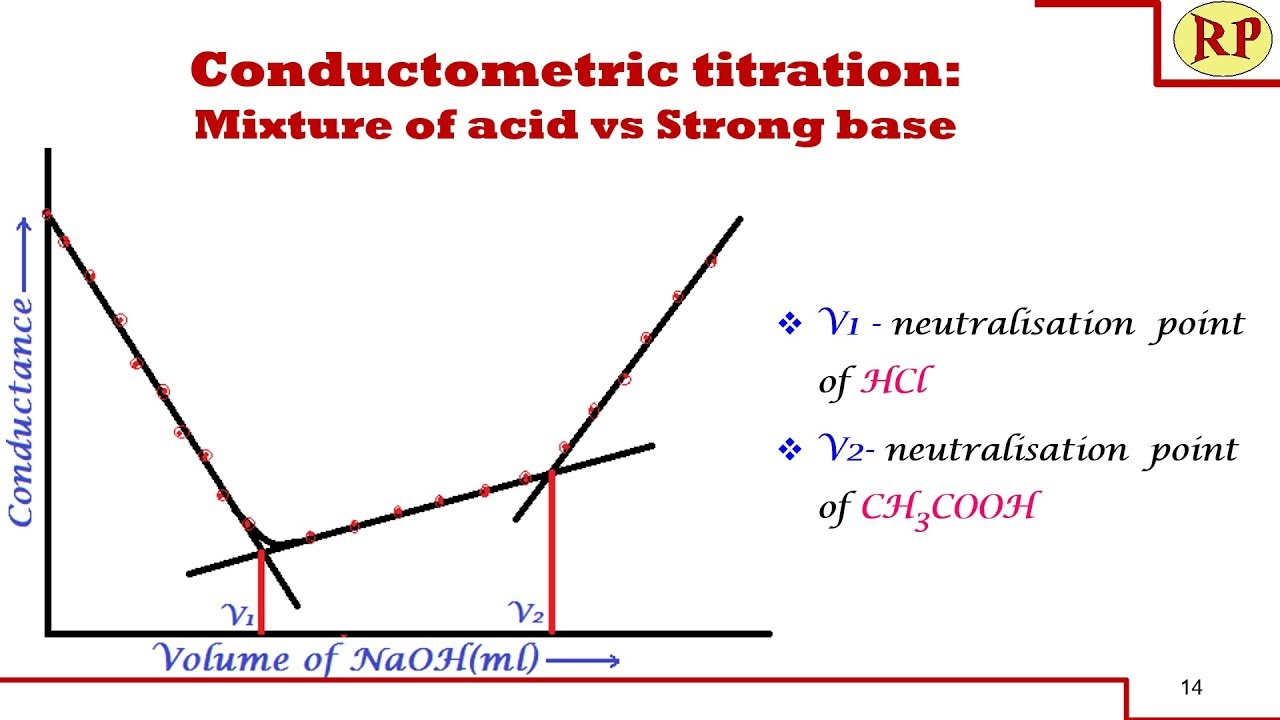 RP
Conductometric titration:
Mixture of acid vs Strong base
Conductance
V1 - neutralisation point
of HCl
V2- neutralisation point
of CH₃COOH
V1
V2
Volume of NaOH(ml)
14